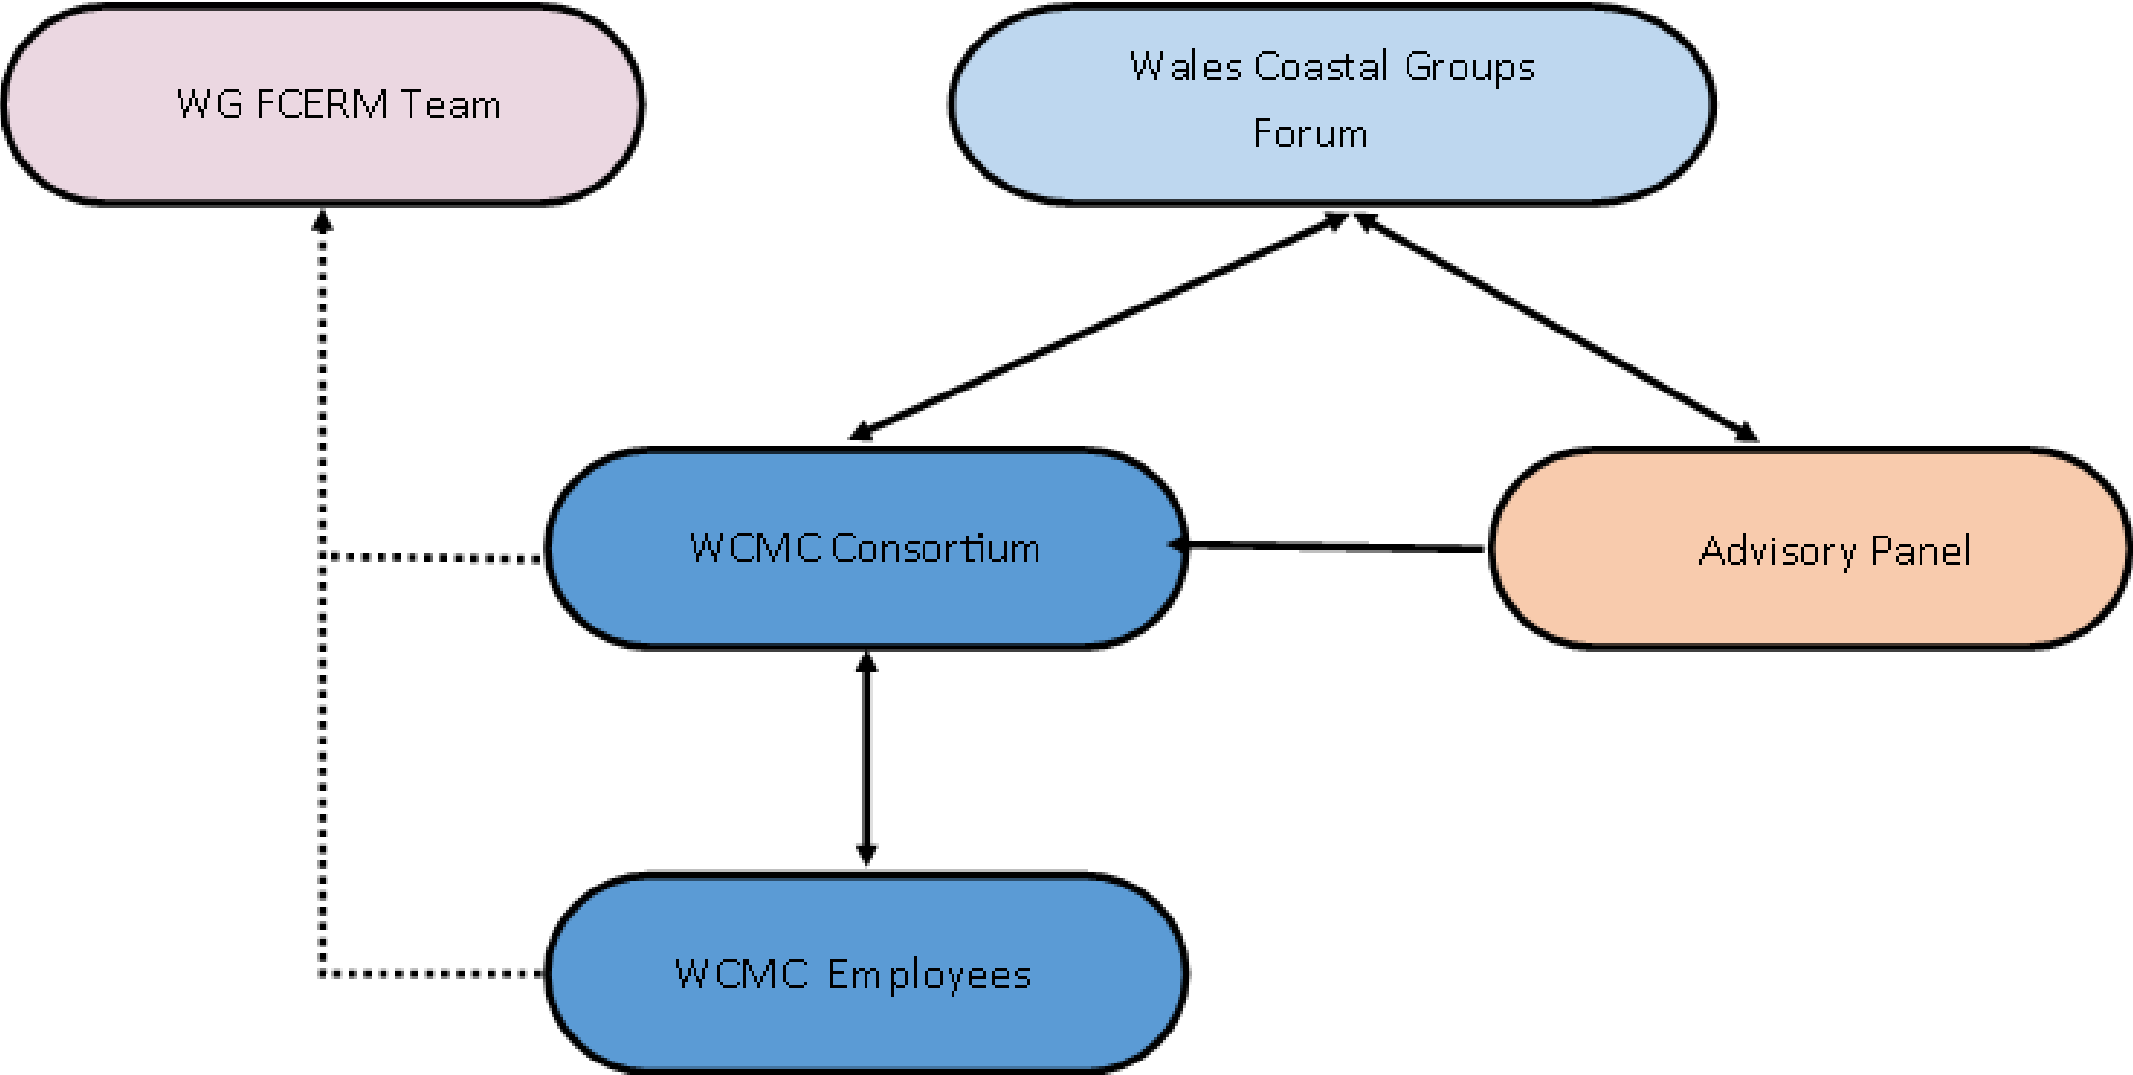 WG FCERM Team
Wales Coastal Groups
Forum
WCMC Consortium
Advisory Panel
WCMC Employees